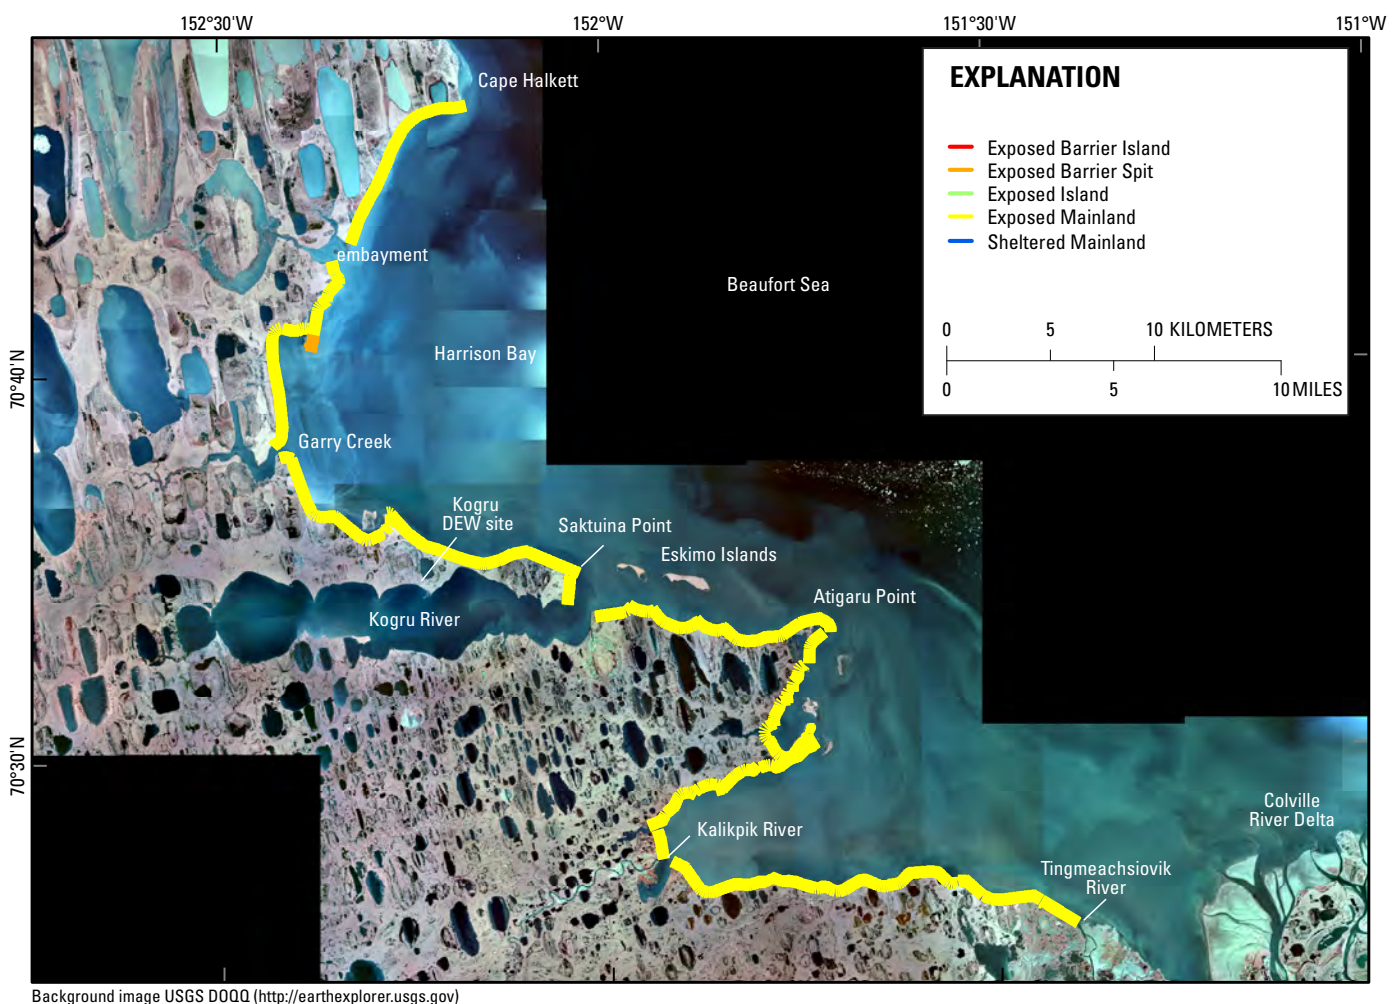 152°30'W 152°W 151°30'W 151°W
Cape Halkett
EXPLANATION
Exposed Barrier Island
Exposed Barrier Spit
Exposed Island
Exposed Mainland
Sheltered Mainland
embayment
Beaufort Sea
0 5 10 KILOMETERS
0 5 10 MILES
Harrison Bay
70°40'N
Garry Creek
Kogru
DEW site
Saktuina Point
Eskimo Islands
Atigaru Point
Kogru River
70°30'N
Colville
River Delta
Kalikpik River
Tingmeachsiovik
River
Background image USGS DOQQ (http://earthexplorer.usgs.gov)